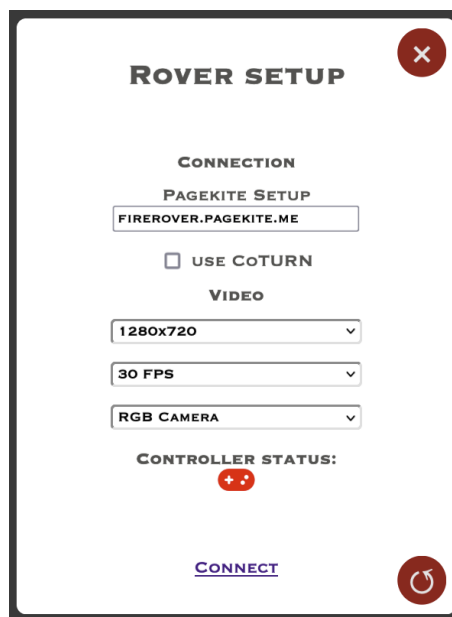 Rover setup
Connection
Pagekite Setup
firerover.pagekite.me
use CoTURN
Video
1280x720
30 FPS
RGB Camera
Controller status:
Connect